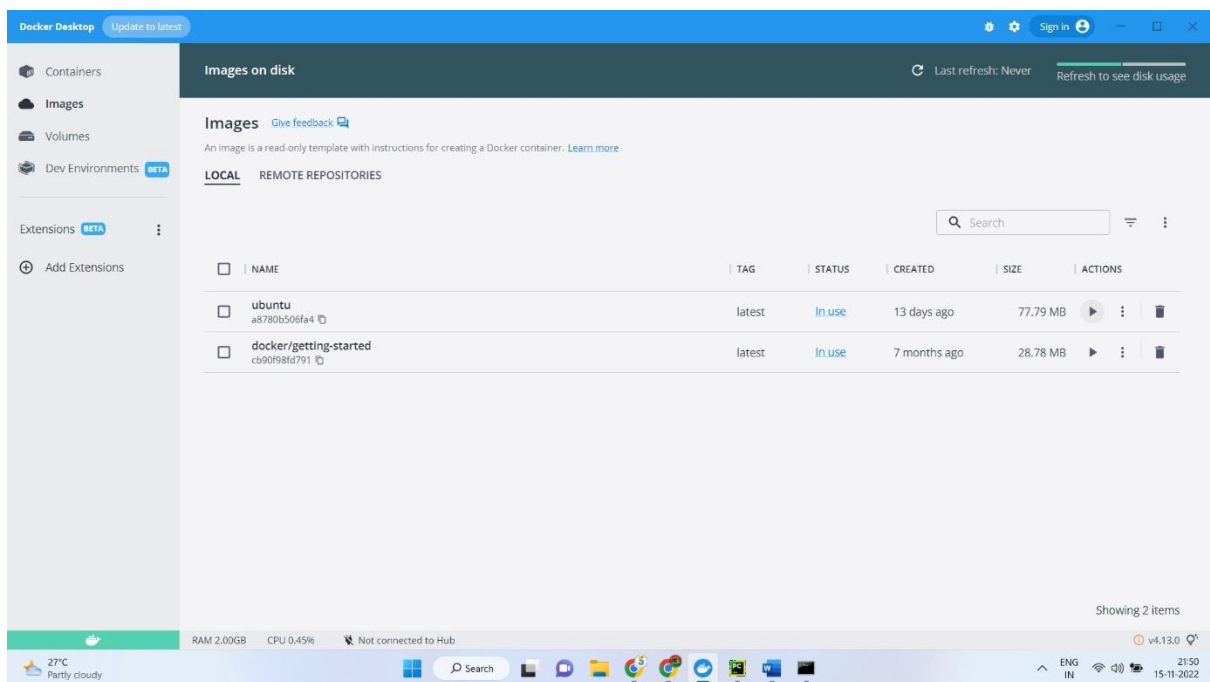 Docker Desktop Update to latest Sign in
Containers
Images
Volumes
Dev Environments BETA
Extensions BETA
Add Extensions
Images on disk Last refresh: Never Refresh to see disk usage
Images Give feedback
An image is a read-only template with instructions for creating a Docker container. Learn more
LOCAL REMOTE REPOSITORIES
Search
NAME TAG STATUS CREATED SIZE ACTIONS
ubuntu latest In use 13 days ago 77.79 MB
a8780b506fa4
docker/getting-started latest In use 7 months ago 28.78 MB
cb90f98fd791
Showing 2 items
RAM 2.00GB CPU 0.45% Not connected to Hub v4.13.0
27°C Search ENG 21:50
Partly cloudy IN 15-11-2022